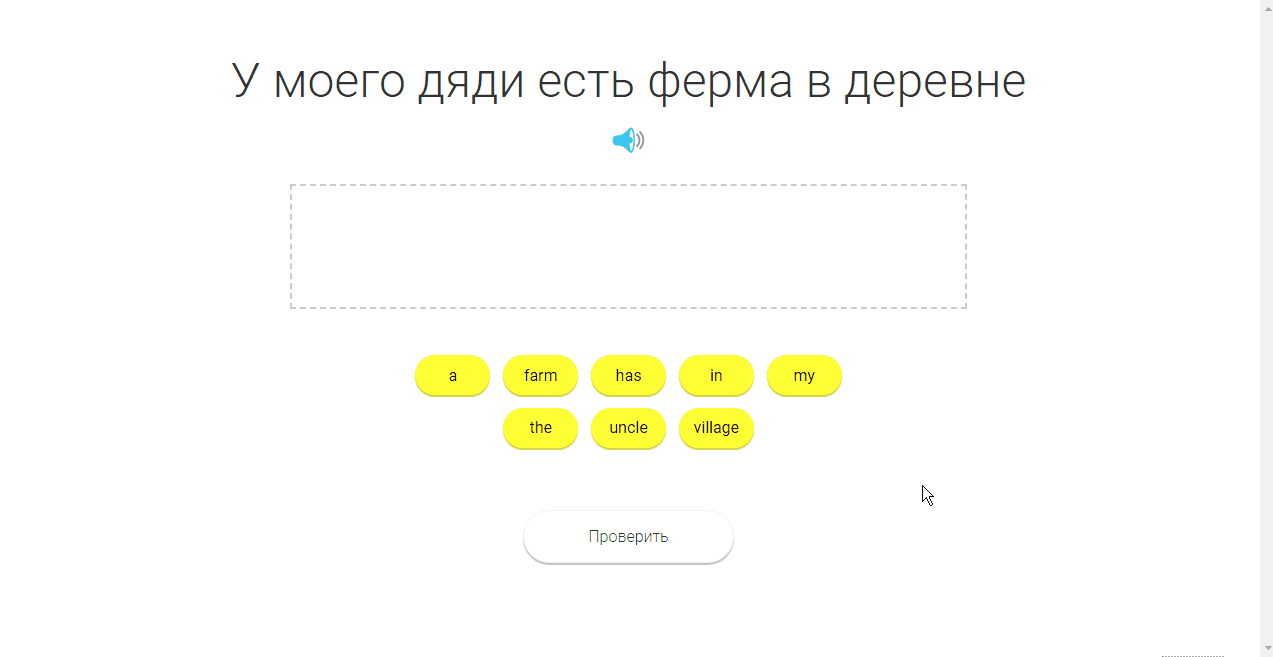 У моего дяди есть ферма в деревне
a farm has in my
the uncle village
Проверить